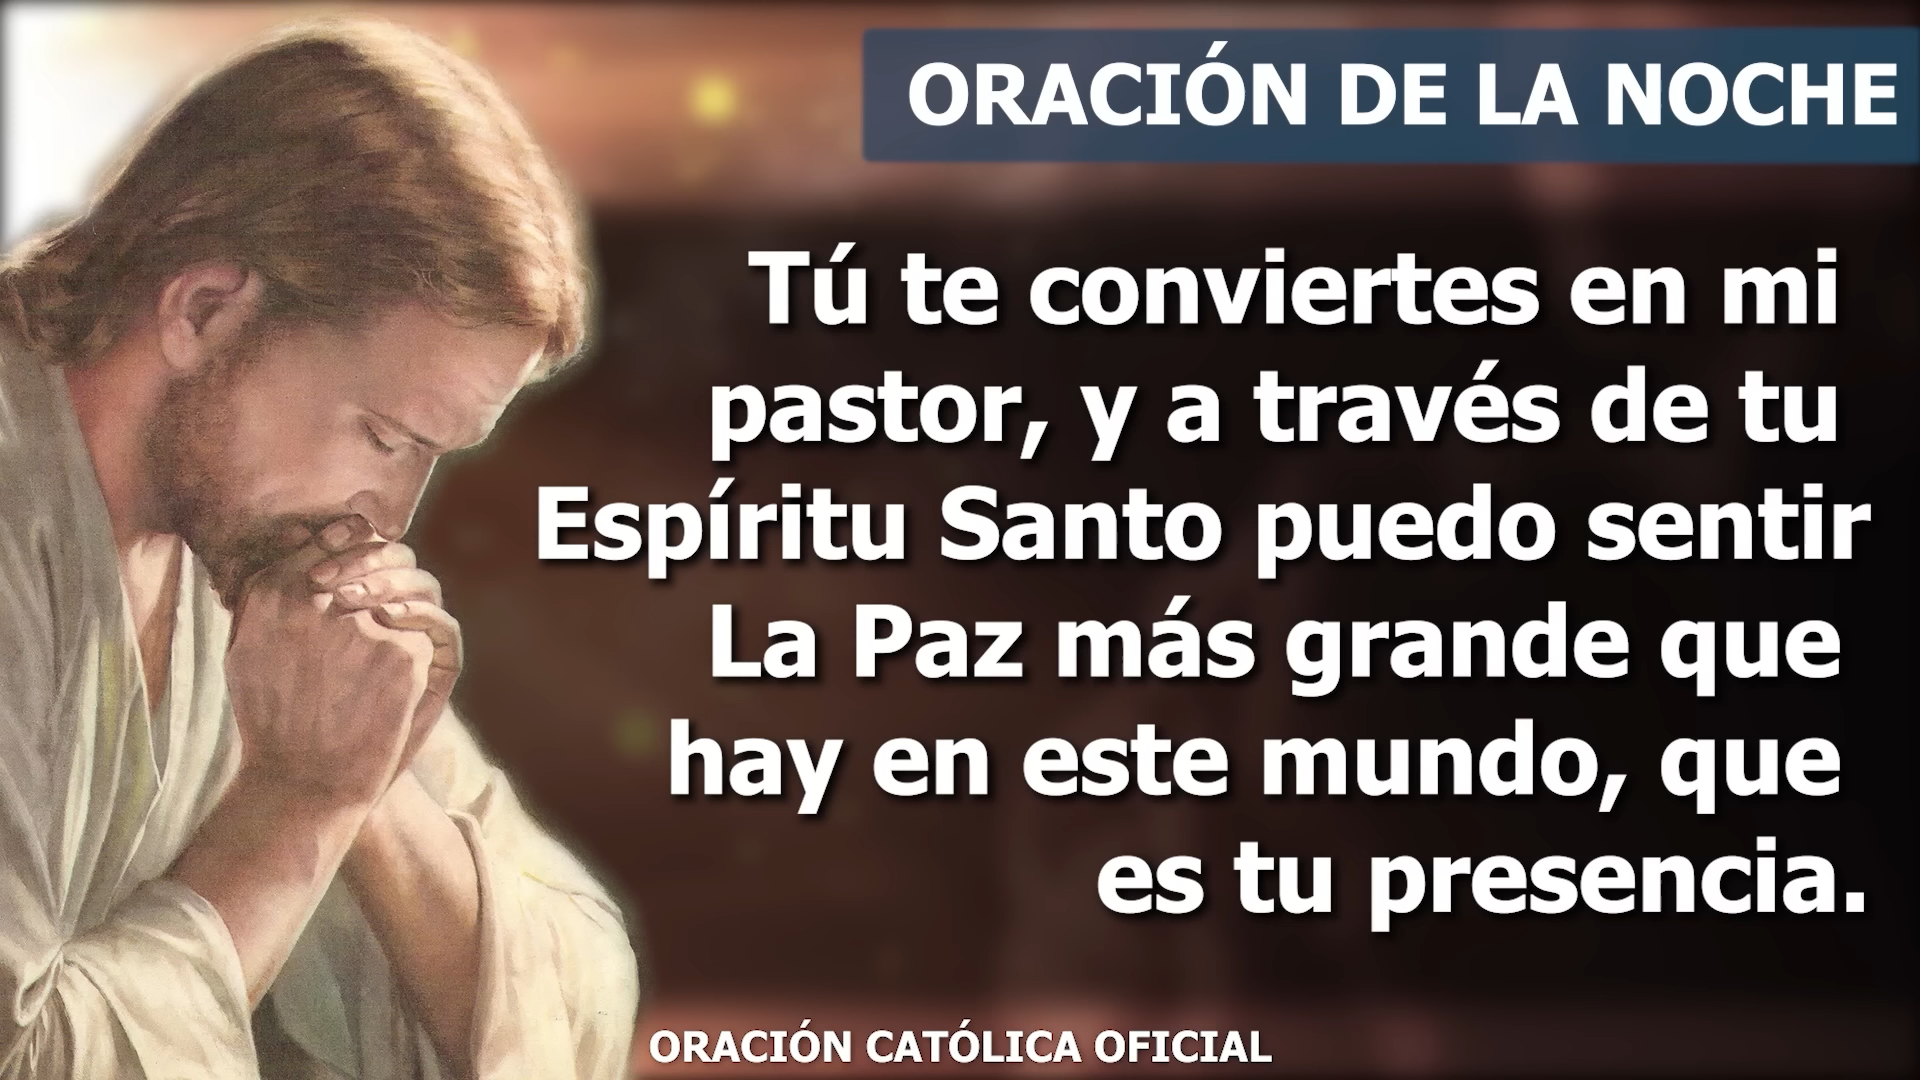 ORACIÓN DE LA NOCHE
Tú te conviertes en mi
pastor, y a través de tu
Espíritu Santo puedo sentir
La Paz más grande que
hay en este mundo, que
es tu presencia.
ORACIÓN CATÓLICA OFICIAL